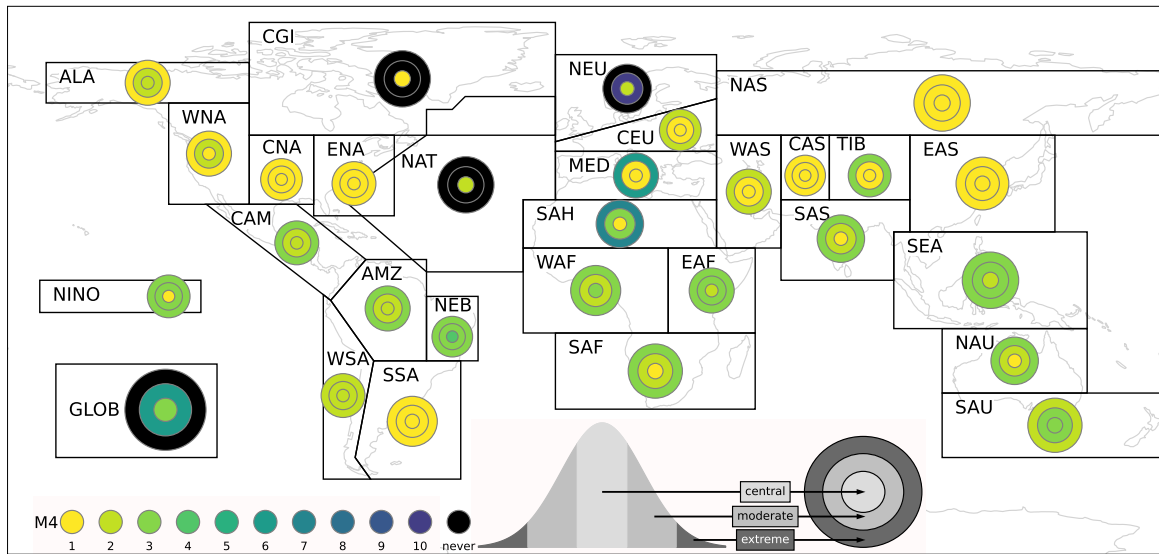 CGI
ALA
NEU
NAS
WNA
CNA
ENA
NAT
CEU
MED
WAS
CAS
TIB
EAS
CAM
SAH
SAS
SEA
AMZ
WAF
EAF
NINO
NEB
WSA
SSA
SAF
NAU
GLOB
SAU
central
moderate
extreme
M4
1 2 3 4 5 6 7 8 9 10 never